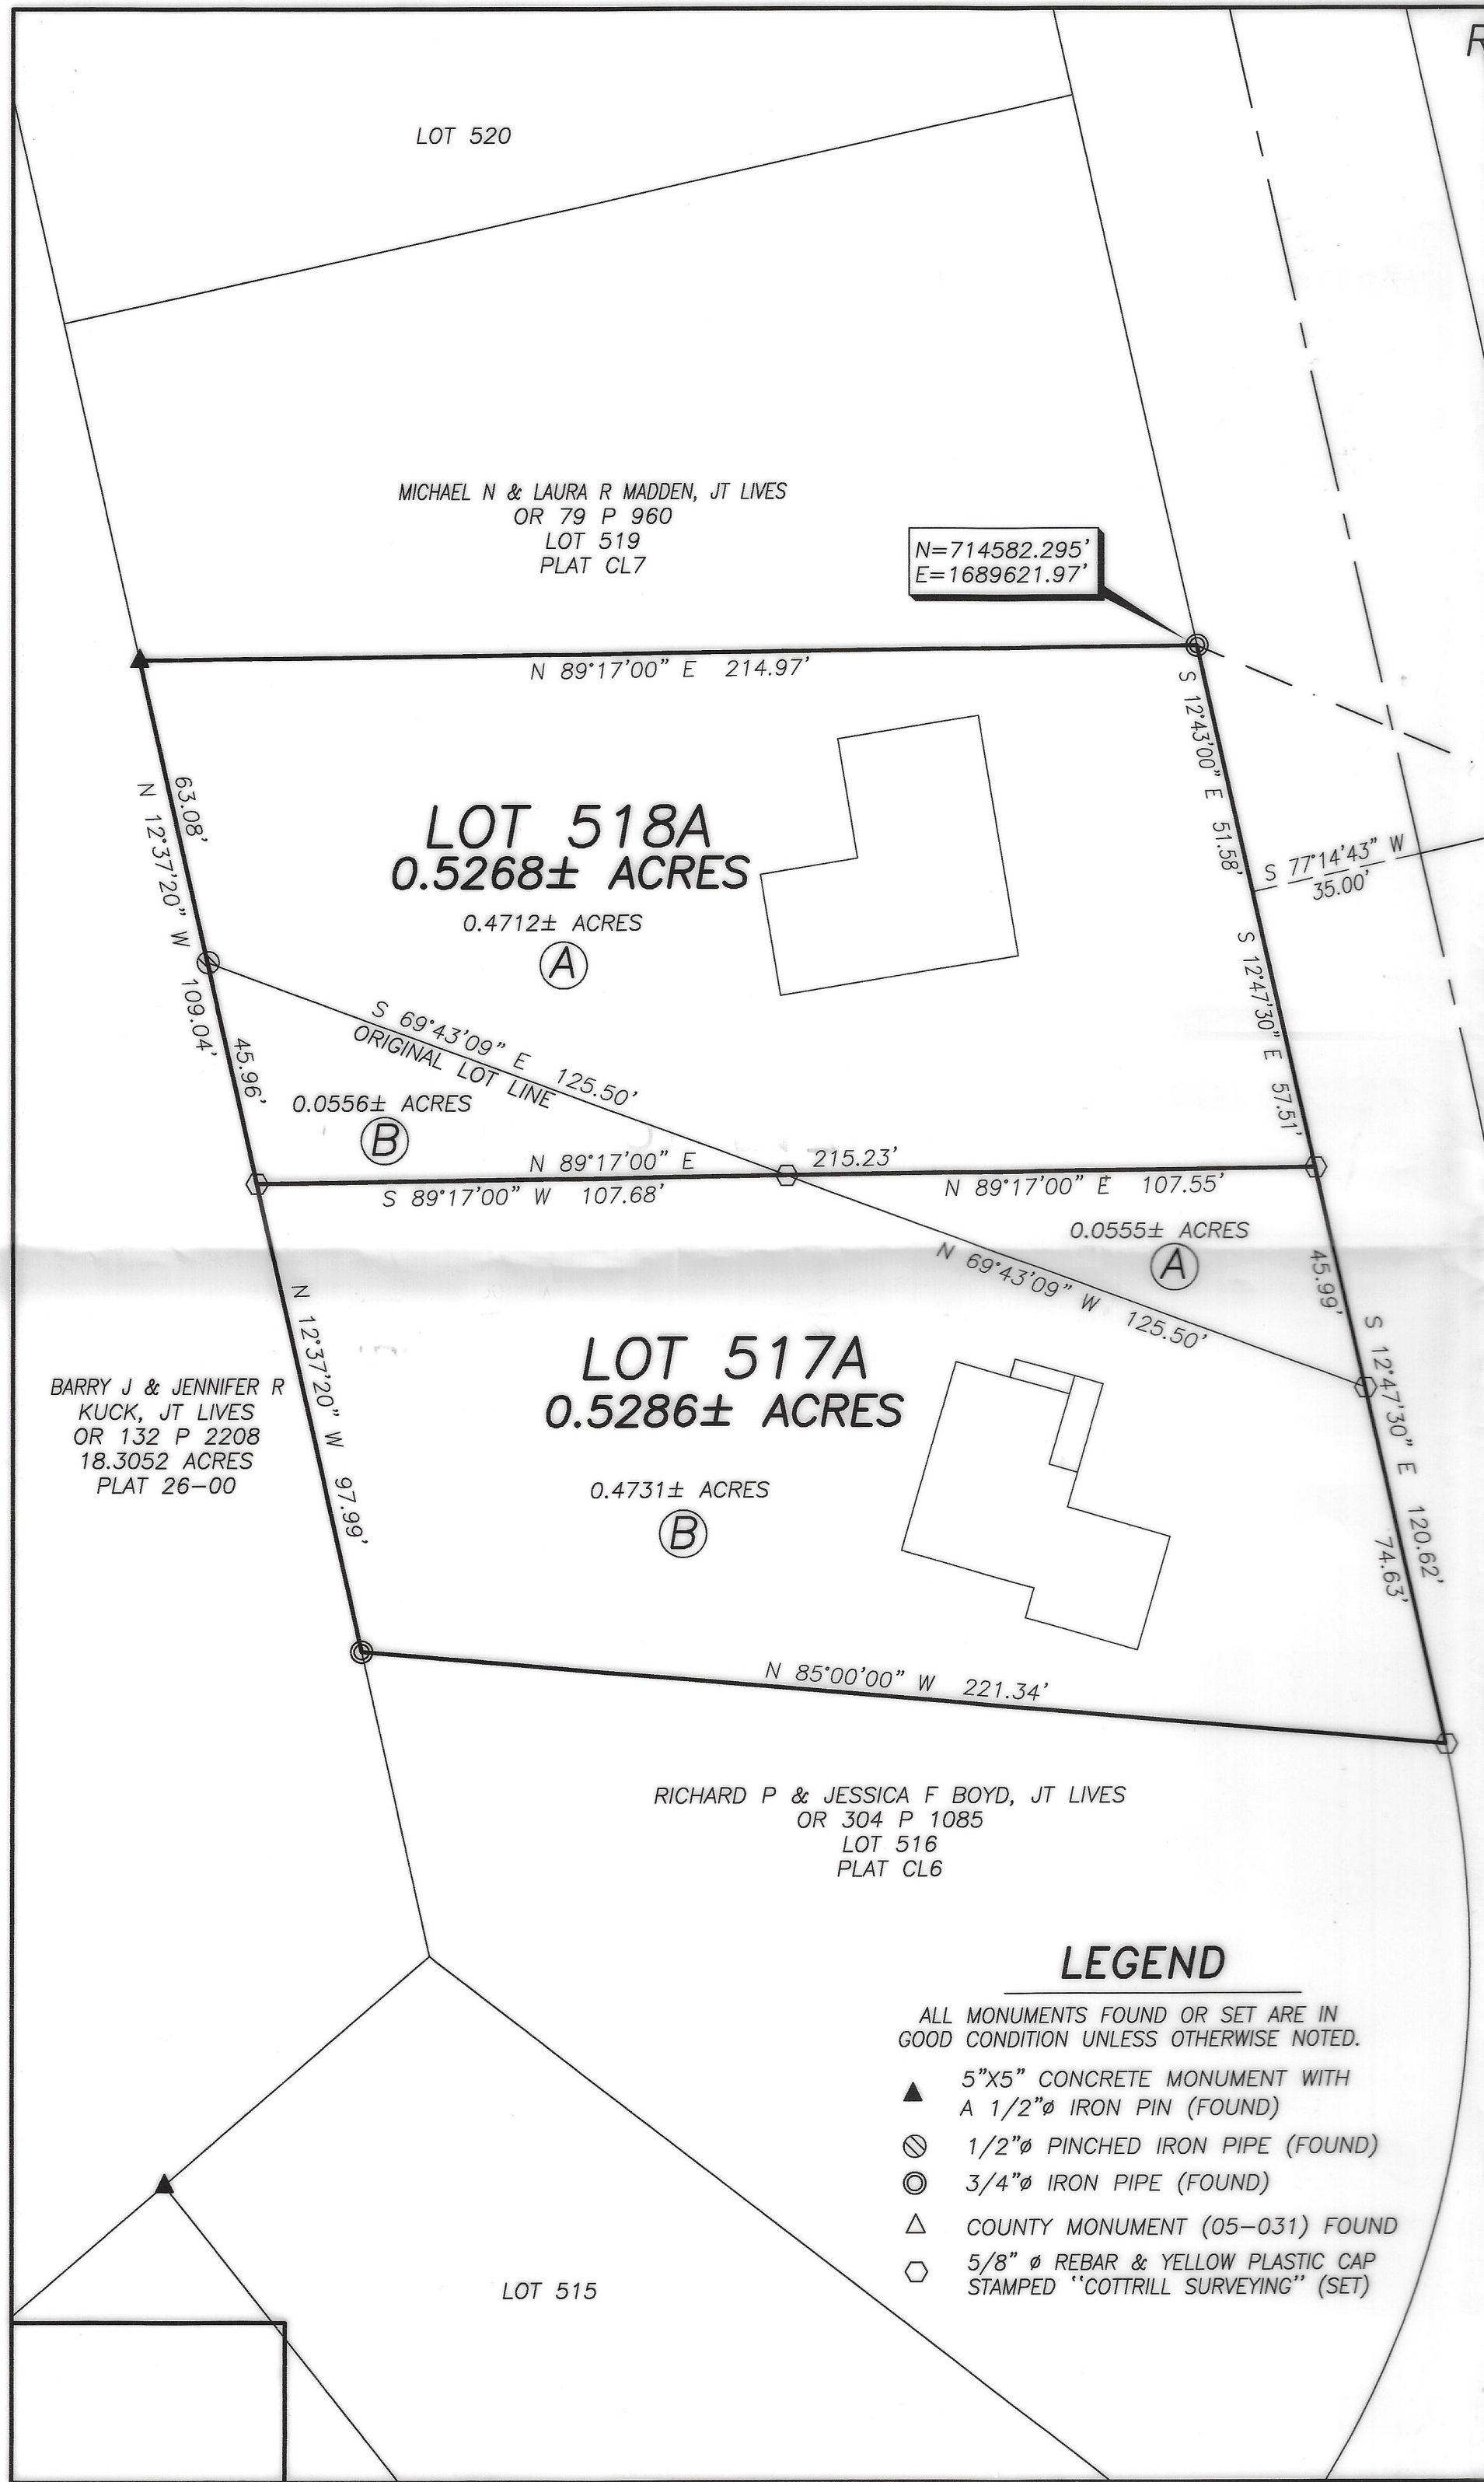 R
LOT 520
MICHAEL N & LAURA R MADDEN, JT LIVES
OR 79 P 960
LOT 519
PLAT CL7
N=714582.295'
E=1689621.97'
N 89°17'00" E 214.97'
S 12°43'00" E 51.58'
63.08'
N 12°37'20" W 109.04'
LOT 518A
0.5268± ACRES
0.4712± ACRES
A
S 77°14'43" W
35.00'
S 12°47'30" E 57.51'
S 69°43'09" E 125.50'
ORIGINAL LOT LINE
45.96'
0.0556± ACRES
B
N 89°17'00" E 215.23'
S 89°17'00" W 107.68'
N 89°17'00" E 107.55'
0.0555± ACRES
A
N 69°43'09" W 125.50'
45.99'
S 12°47'30" E 120.62'
74.63'
N 12°37'20" W 97.99'
LOT 517A
0.5286± ACRES
0.4731± ACRES
B
BARRY J & JENNIFER R
KUCK, JT LIVES
OR 132 P 2208
18.3052 ACRES
PLAT 26-00
N 85°00'00" W 221.34'
RICHARD P & JESSICA F BOYD, JT LIVES
OR 304 P 1085
LOT 516
PLAT CL6
LEGEND
ALL MONUMENTS FOUND OR SET ARE IN
GOOD CONDITION UNLESS OTHERWISE NOTED.
5"X5" CONCRETE MONUMENT WITH
A 1/2"ø IRON PIN (FOUND)
1/2"ø PINCHED IRON PIPE (FOUND)
3/4"ø IRON PIPE (FOUND)
COUNTY MONUMENT (05-031) FOUND
5/8" ø REBAR & YELLOW PLASTIC CAP
STAMPED "COTTRILL SURVEYING" (SET)
LOT 515